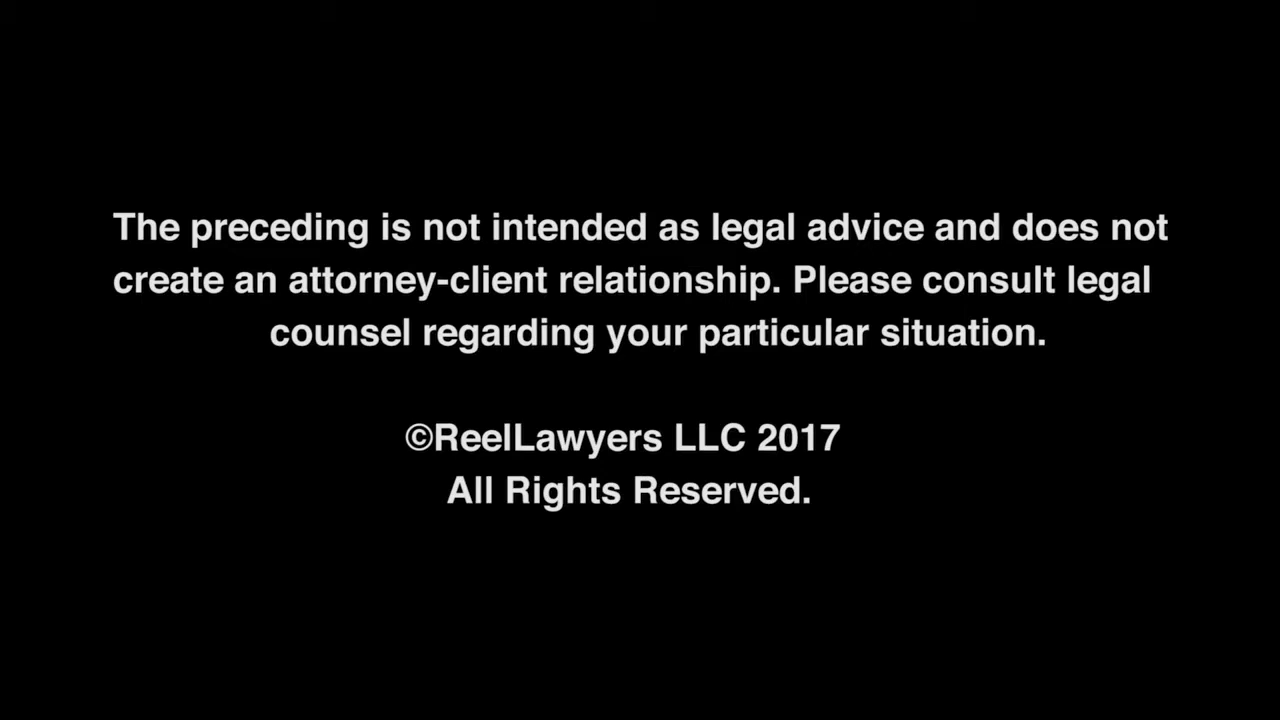 The preceding is not intended as legal advice and does not
create an attorney-client relationship. Please consult legal
counsel regarding your particular situation.
©ReelLawyers LLC 2017
All Rights Reserved.